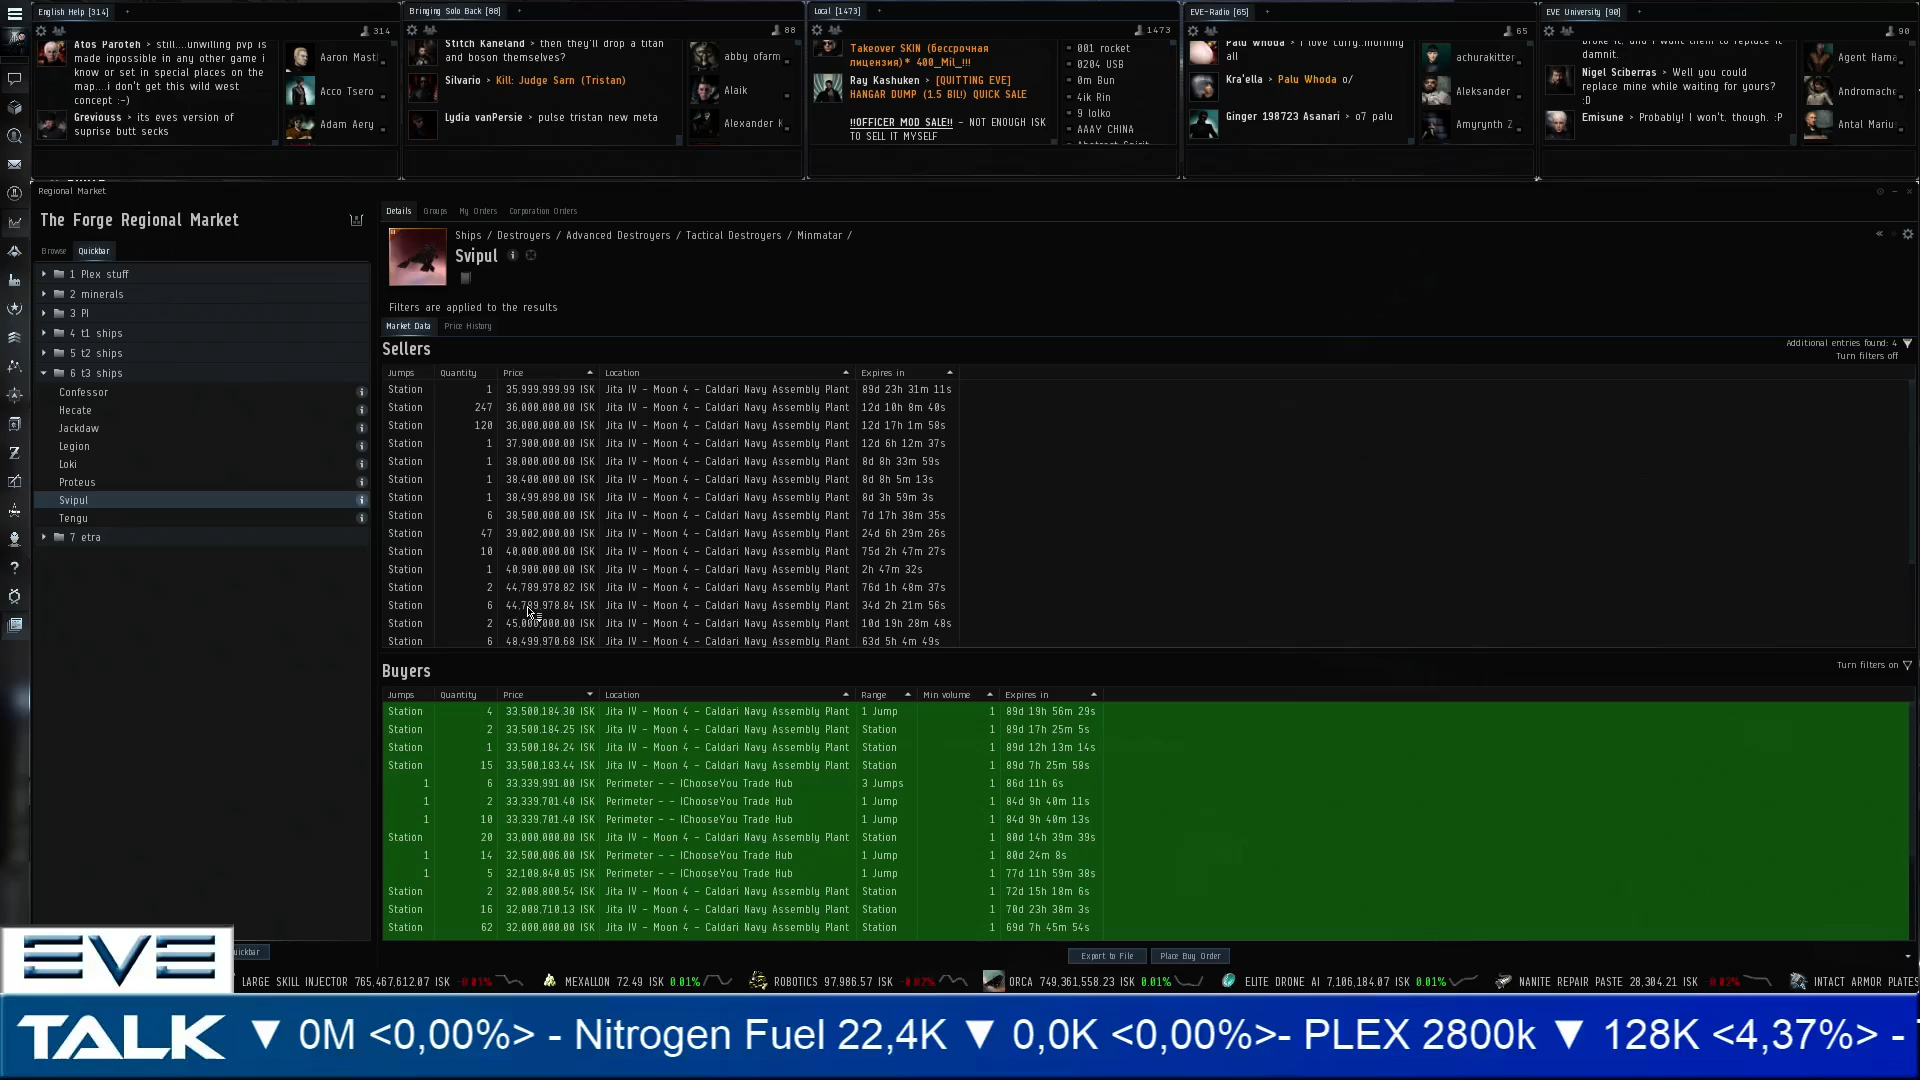 English Help [314]
314
Atos Paroteh > still....unwilling pvp is
made inpossible in any other game i
know or set in special places on the
map....i don't get this wild west
concept :-)
Greviouss > its eves version of
suprise butt secks
Aaron Mast
Acco Tsero
Adam Aery
Bringing Solo Back [88]
88
Stitch Kaneland > then they'll drop a titan
and boson themselves?
Silvario > Kill: Judge Sarn (Tristan)
Lydia vanPersie > pulse tristan new meta
abby ofarm
Alaik
Alexander K
Local [1473]
1473
Takeover SKIN (бессрочная
лицензия)* 400_Mil_!!!
Ray Kashuken > [QUITTING EVE]
HANGAR DUMP (1.5 BIL!) QUICK SALE
!!OFFICER MOD SALE!! - NOT ENOUGH ISK
TO SELL IT MYSELF
001 rocket
0204 USB
0m Bun
4ik Rin
9 lolko
AAAY CHINA
Abstract Spirit
EVE-Radio [65]
65
Palu Whoda > i love curry..morning
all
Kra'ella > Palu Whoda o/
Ginger 198723 Asanari > o7 palu
achurakitter
Aleksander
Amyrynth Z
EVE University [90]
90
broke it, and I want them to replace it
damnit.
Nigel Sciberras > Well you could
replace mine while waiting for yours?
:D
Emisune > Probably! I won't, though. :P
Agent Hama
Andromache
Antal Mariu
Regional Market
The Forge Regional Market
Browse Quickbar
1 Plex stuff
2 minerals
3 PI
4 t1 ships
5 t2 ships
6 t3 ships
Confessor
Hecate
Jackdaw
Legion
Loki
Proteus
Svipul
Tengu
7 etra
Details Groups My Orders Corporation Orders
Ships / Destroyers / Advanced Destroyers / Tactical Destroyers / Minmatar /
Svipul
Filters are applied to the results
Market Data Price History
Sellers
Additional entries found: 4
Turn filters off
Jumps Quantity Price Location Expires in
Station 1 35,999,999.99 ISK Jita IV - Moon 4 - Caldari Navy Assembly Plant 89d 23h 31m 11s
Station 247 36,000,000.00 ISK Jita IV - Moon 4 - Caldari Navy Assembly Plant 12d 10h 8m 40s
Station 120 36,000,000.00 ISK Jita IV - Moon 4 - Caldari Navy Assembly Plant 12d 17h 1m 58s
Station 1 37,900,000.00 ISK Jita IV - Moon 4 - Caldari Navy Assembly Plant 12d 6h 12m 37s
Station 1 38,000,000.00 ISK Jita IV - Moon 4 - Caldari Navy Assembly Plant 8d 8h 33m 59s
Station 1 38,400,000.00 ISK Jita IV - Moon 4 - Caldari Navy Assembly Plant 8d 8h 5m 13s
Station 1 38,499,898.00 ISK Jita IV - Moon 4 - Caldari Navy Assembly Plant 8d 3h 59m 3s
Station 6 38,500,000.00 ISK Jita IV - Moon 4 - Caldari Navy Assembly Plant 7d 17h 38m 35s
Station 47 39,002,000.00 ISK Jita IV - Moon 4 - Caldari Navy Assembly Plant 24d 6h 29m 26s
Station 10 40,000,000.00 ISK Jita IV - Moon 4 - Caldari Navy Assembly Plant 75d 2h 47m 27s
Station 1 40,900,000.00 ISK Jita IV - Moon 4 - Caldari Navy Assembly Plant 2h 47m 32s
Station 2 44,789,978.82 ISK Jita IV - Moon 4 - Caldari Navy Assembly Plant 76d 1h 48m 37s
Station 6 44,789,978.84 ISK Jita IV - Moon 4 - Caldari Navy Assembly Plant 34d 2h 21m 56s
Station 2 45,000,000.00 ISK Jita IV - Moon 4 - Caldari Navy Assembly Plant 10d 19h 28m 48s
Station 6 48,499,970.68 ISK Jita IV - Moon 4 - Caldari Navy Assembly Plant 63d 5h 4m 49s
Buyers
Turn filters on
Jumps Quantity Price Location Range Min volume Expires in
Station 4 33,500,184.30 ISK Jita IV - Moon 4 - Caldari Navy Assembly Plant 1 Jump 1 89d 19h 56m 29s
Station 2 33,500,184.25 ISK Jita IV - Moon 4 - Caldari Navy Assembly Plant Station 1 89d 17h 25m 5s
Station 1 33,500,184.24 ISK Jita IV - Moon 4 - Caldari Navy Assembly Plant Station 1 89d 12h 13m 14s
Station 15 33,500,183.44 ISK Jita IV - Moon 4 - Caldari Navy Assembly Plant Station 1 89d 7h 25m 58s
1 6 33,339,991.00 ISK Perimeter - - IChooseYou Trade Hub 3 Jumps 1 86d 11h 6s
1 2 33,339,701.40 ISK Perimeter - - IChooseYou Trade Hub 1 Jump 1 84d 9h 40m 11s
1 10 33,339,701.40 ISK Perimeter - - IChooseYou Trade Hub 1 Jump 1 84d 9h 40m 13s
Station 20 33,000,000.00 ISK Jita IV - Moon 4 - Caldari Navy Assembly Plant Station 1 80d 14h 39m 39s
1 14 32,500,006.00 ISK Perimeter - - IChooseYou Trade Hub 1 Jump 1 80d 24m 8s
1 5 32,108,840.05 ISK Perimeter - - IChooseYou Trade Hub 1 Jump 1 77d 11h 59m 38s
Station 2 32,008,800.54 ISK Jita IV - Moon 4 - Caldari Navy Assembly Plant Station 1 72d 15h 18m 6s
Station 16 32,008,710.13 ISK Jita IV - Moon 4 - Caldari Navy Assembly Plant Station 1 70d 23h 38m 3s
Station 62 32,000,000.00 ISK Jita IV - Moon 4 - Caldari Navy Assembly Plant Station 1 69d 7h 45m 54s
uickbar
Export to File Place Buy Order
EVE
LARGE SKILL INJECTOR 765,467,612.07 ISK -0.01% MEXALLON 72.49 ISK 0.01% ROBOTICS 97,986.57 ISK -0.02% ORCA 749,361,558.23 ISK 0.01% ELITE DRONE AI 7,106,184.07 ISK 0.01% NANITE REPAIR PASTE 28,304.21 ISK -0.02% INTACT ARMOR PLATES
TALK
▼ 0M <0,00%> - Nitrogen Fuel 22,4K ▼ 0,0K <0,00%>- PLEX 2800k ▼ 128K <4,37%> -